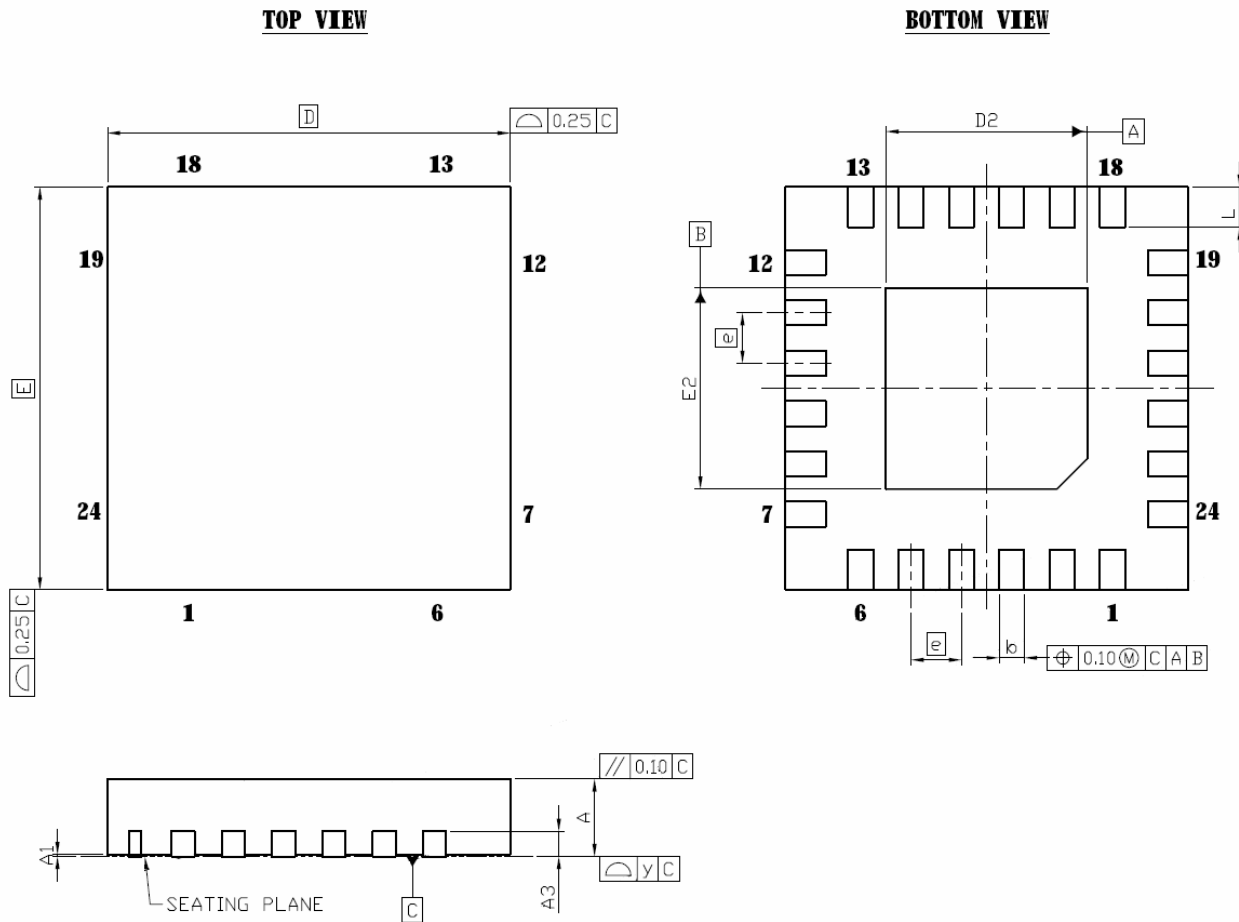 TOP VIEW
BOTTOM VIEW
D
⌓ 0.25 C
D2
A
18 13
13 18
L
B
19
12
12
19
e
E
E2
24
7
7
24
⌓ 0.25 C
1 6
6 1
e
b
⌖ 0.10 Ⓜ C A B
// 0.10 C
A
A1
A3
⌓ y C
SEATING PLANE
C